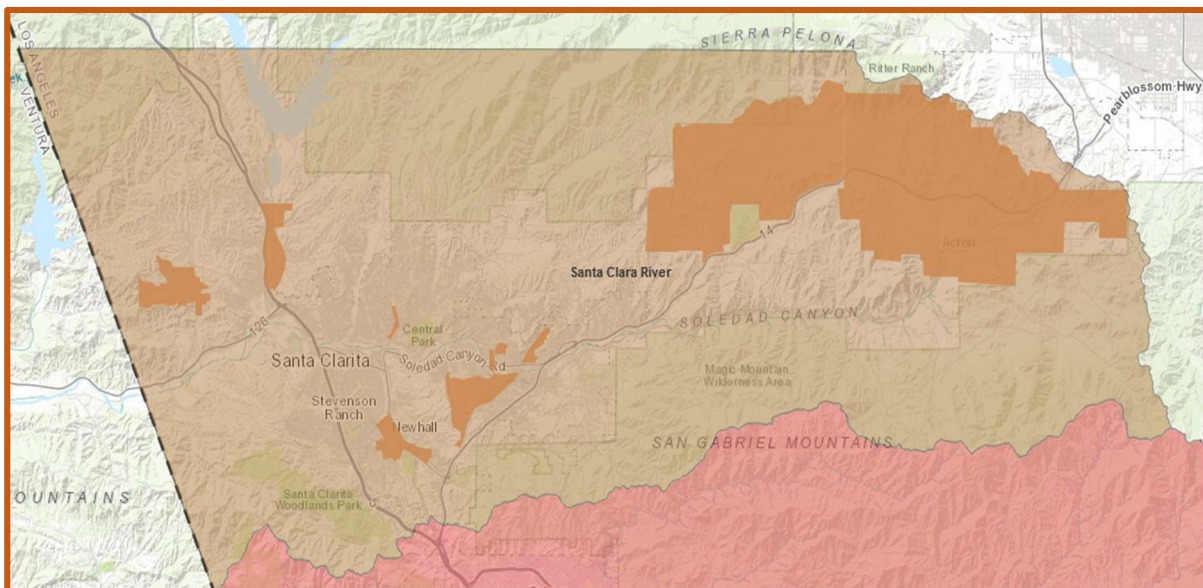 LOS ANGELES
VENTURA
ek
SIERRA PELONA
Ritter Ranch
Pearblossom Hwy
Santa Clara River
14
Acton
126
Central
Park
SOLEDAD CANYON
Santa Clarita
Soledad Canyon Rd
Magic Mountain
Wilderness Area
Stevenson
Ranch
Newhall
SAN GABRIEL MOUNTAINS
OUNTAINS
Santa Clarita
Woodlands Park
5